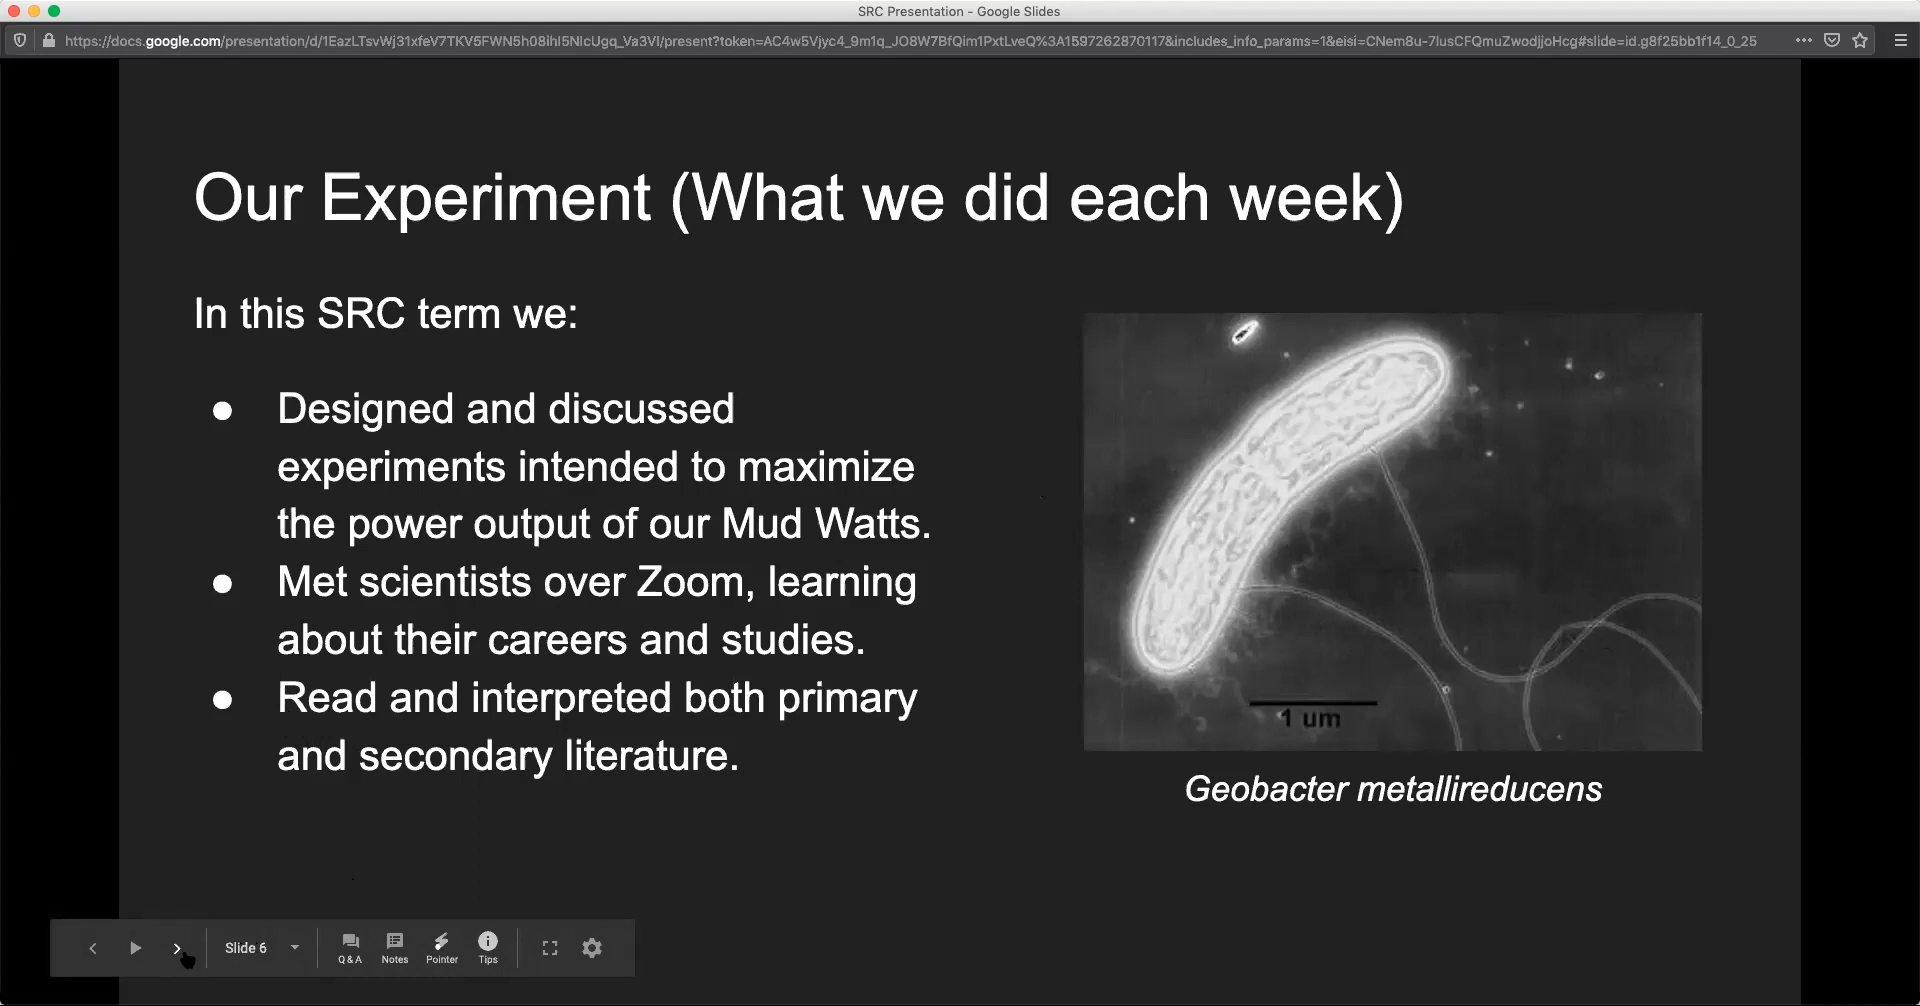 SRC Presentation - Google Slides
https://docs.google.com/presentation/d/1EazLTsvWj31xfeV7TKV5FWN5h08ihI5NlcUgq_Va3VI/present?token=AC4w5Vjyc4_9m1q_JO8W7BfQim1PxtLveQ%3A1597262870117&includes_info_params=1&eisi=CNem8u-7lusCFQmuZwodjjoHcg#slide=id.g8f25bb1f14_0_25
Our Experiment (What we did each week)
In this SRC term we:
● Designed and discussed
experiments intended to maximize
the power output of our Mud Watts.
● Met scientists over Zoom, learning
about their careers and studies.
● Read and interpreted both primary
and secondary literature.
1 um
Geobacter metallireducens
Slide 6
Q&A
Notes
Pointer
Tips